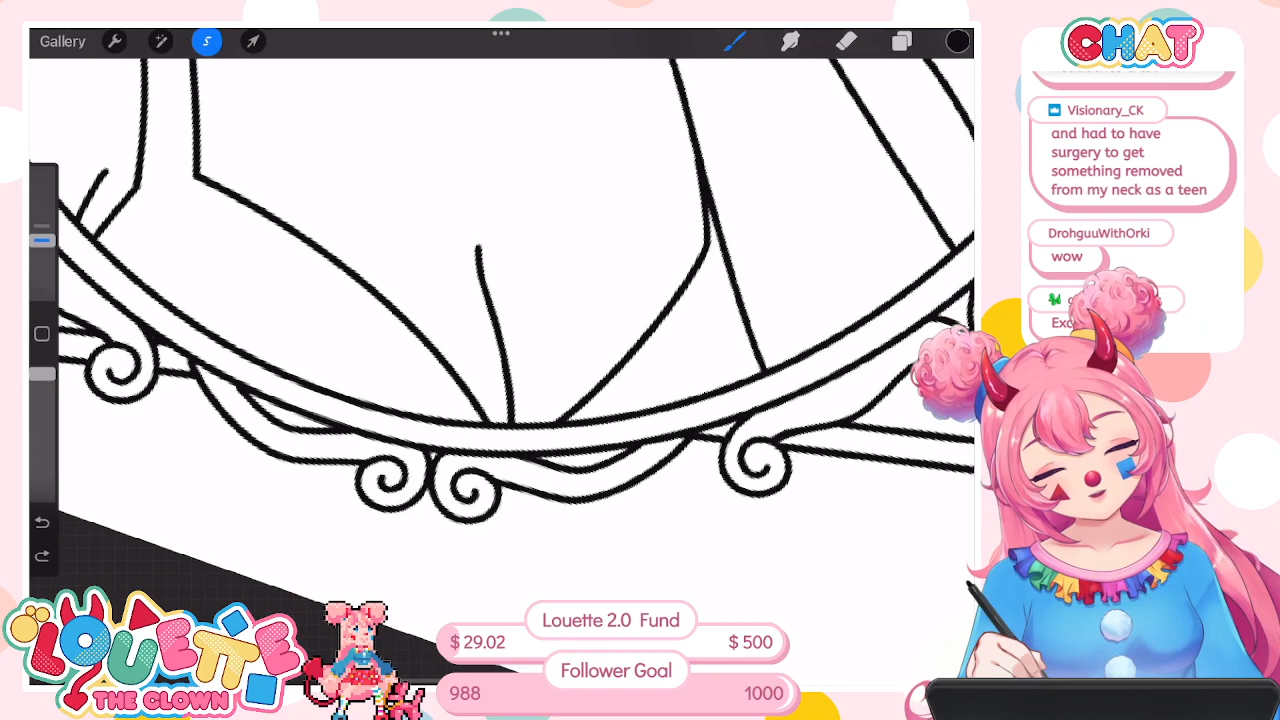 Gallery
CHAT
Visionary_CK
and had to have
surgery to get
something removed
from my neck as a teen
DrohguuWithOrki
wow
Exc
LOUETTE
THE CLOWN
Louette 2.0 Fund
$ 29.02
$ 500
Follower Goal
988
1000